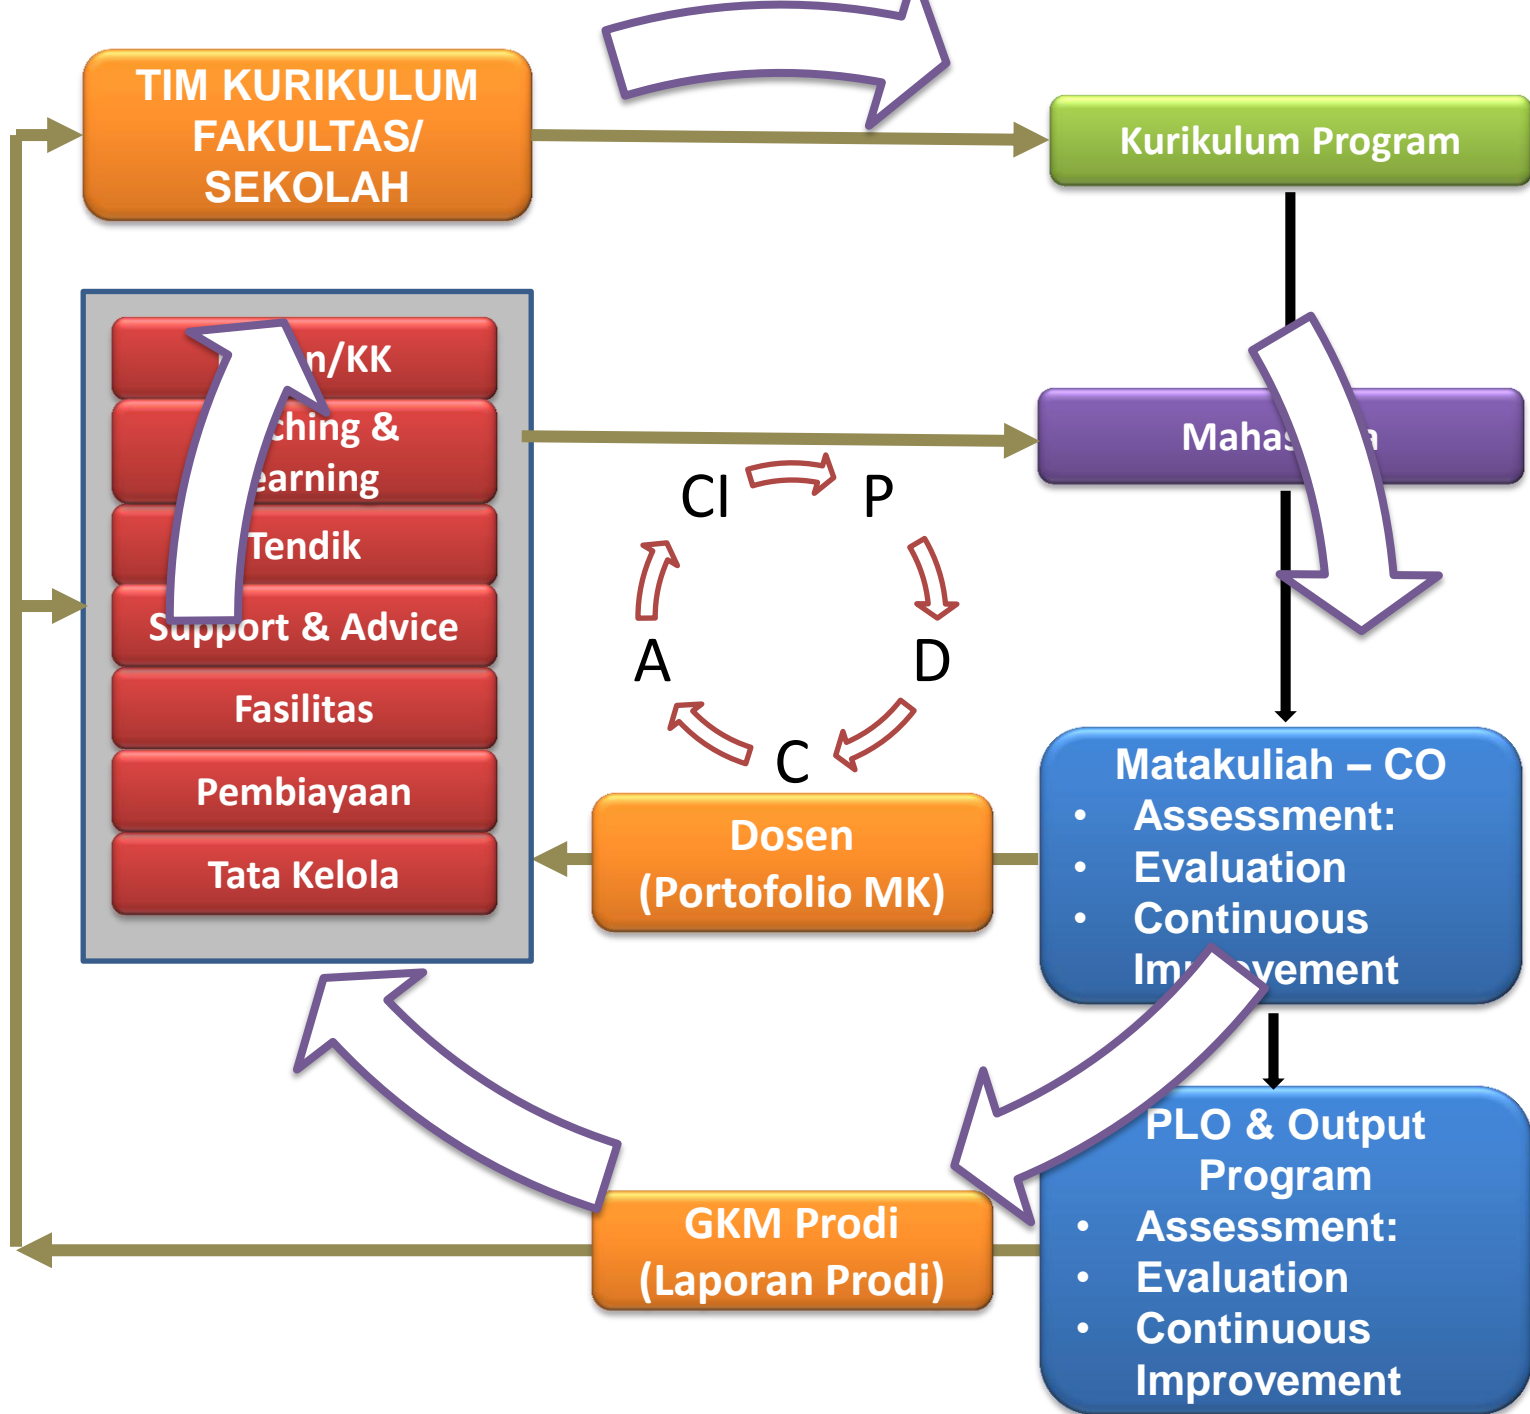 TIM KURIKULUM
FAKULTAS/
SEKOLAH
Kurikulum Program
n/KK
ching &
earning
Tendik
Support & Advice
Fasilitas
Pembiayaan
Tata Kelola
CI
P
A
D
C
Dosen
(Portofolio MK)
Matakuliah – CO
• Assessment:
• Evaluation
• Continuous
Improvement
PLO & Output
Program
• Assessment:
• Evaluation
• Continuous
Improvement
GKM Prodi
(Laporan Prodi)